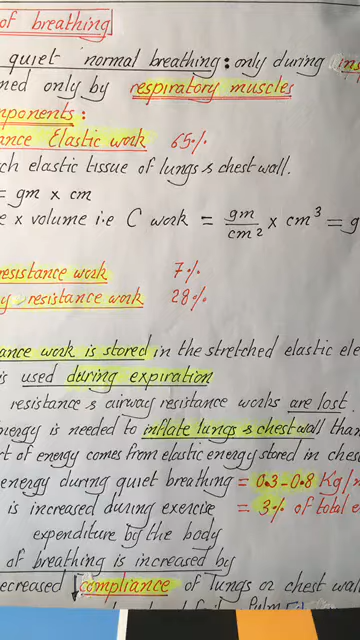 of breathing
quiet normal breathing: only during ins
ned only by respiratory muscles
mponents:
ance Elastic work 65%
ch elastic tissue of lungs & chest wall.
= gm x cm
e x volume i.e C work = gm/cm2 x cm3 = g
esistance work 7%
y resistance work 28%
ance work is stored in the stretched elastic ele
is used during expiration
resistance & airway resistance works are lost
nergy is needed to inflate lungs & chest wall than
rt of energy comes from elastic energy stored in chest
energy during quiet breathing = 0.3-0.8 Kg/m
is increased during exercise = 3% of total e
expenditure by the body
of breathing is increased by
ecreased ↓ compliance of lungs or chest wall